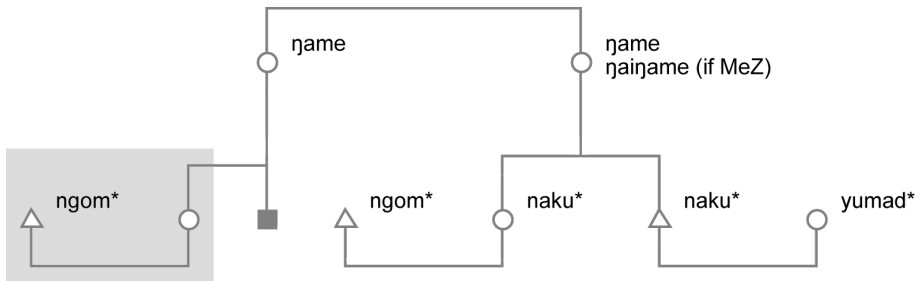 ŋame
ŋame
ŋaiŋame (if MeZ)
ngom*
ngom*
naku*
naku*
yumad*